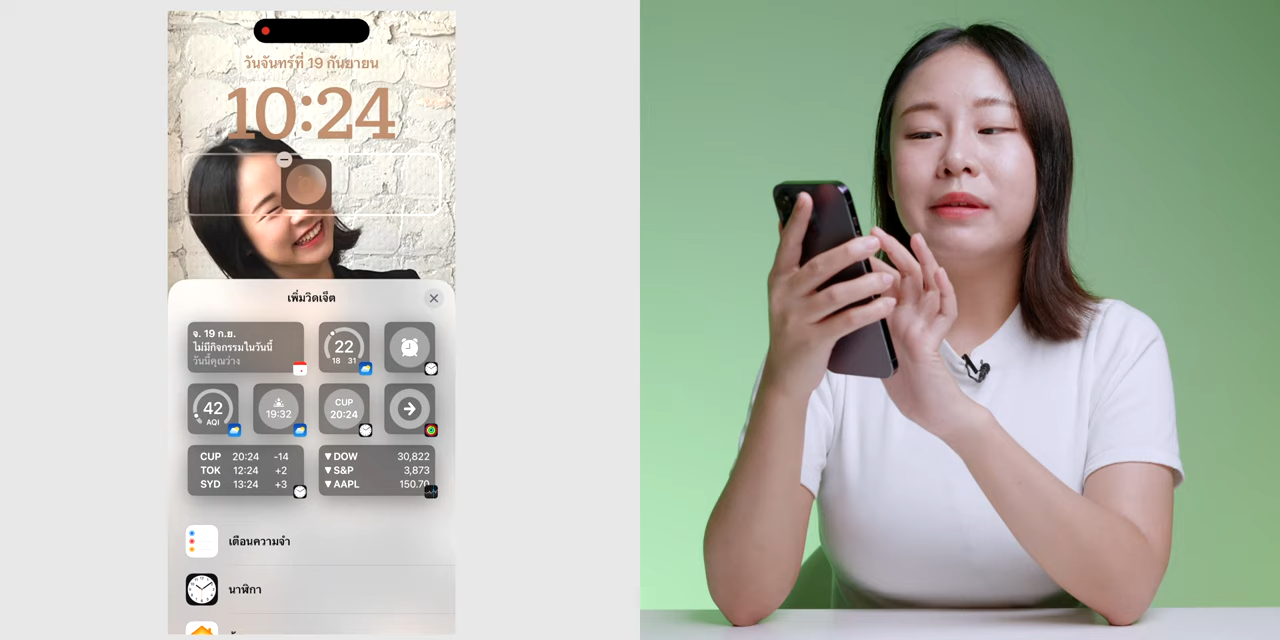 วันจันทร์ที่ 19 กันยายน
10:24
เพิ่มวิดเจ็ต
จ. 19 ก.ย.
ไม่มีกิจกรรมในวันนี้
วันนี้คุณว่าง
22
18 31
42
AQI
19:32
CUP
20:24
CUP 20:24 -14
TOK 12:24 +2
SYD 13:24 +3
▼ DOW 30,822
▼ S&P 3,873
▼ AAPL 150.70
เตือนความจำ
นาฬิกา